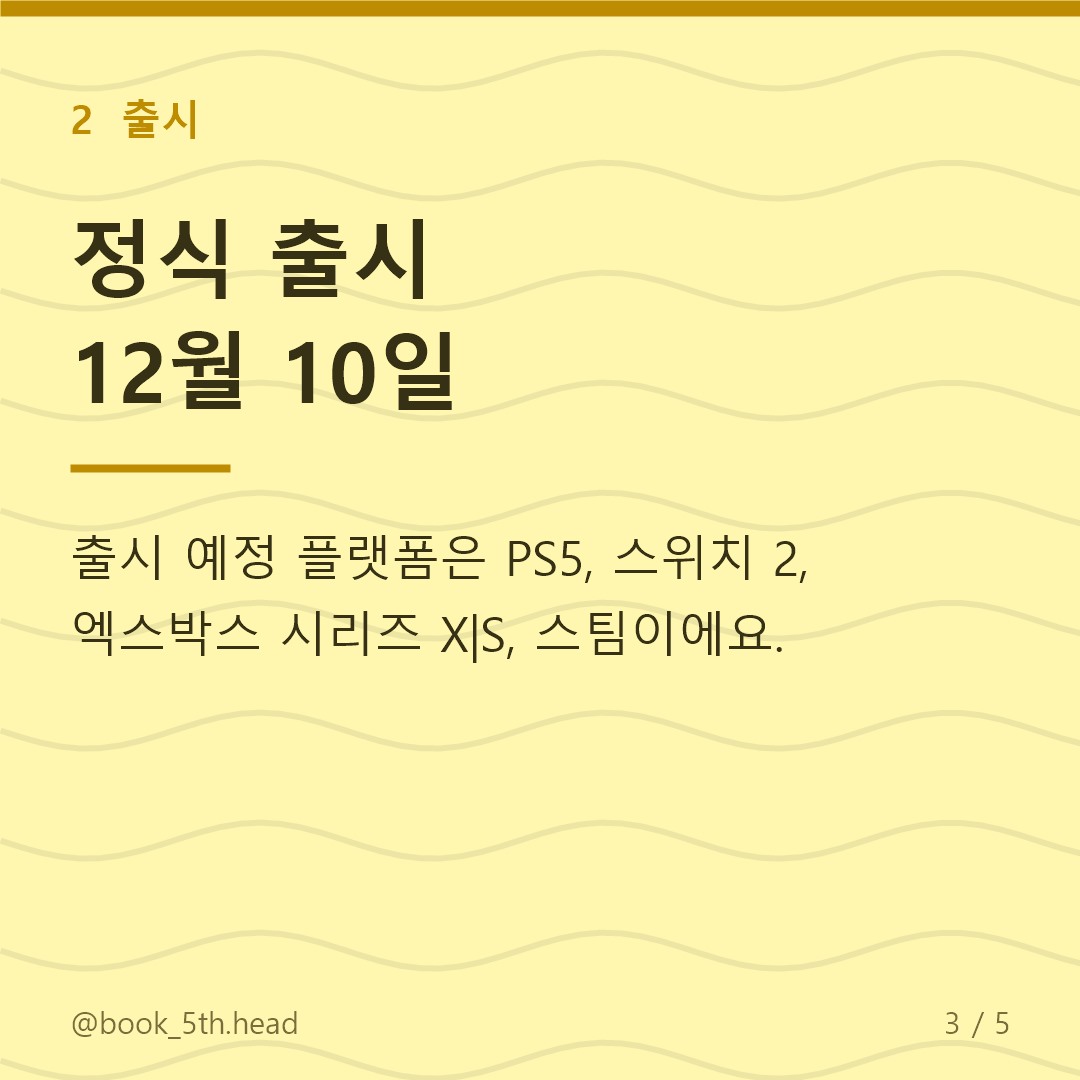 2 출시
정식 출시
12월 10일
출시 예정 플랫폼은 PS5, 스위치 2,
엑스박스 시리즈 X|S, 스팀이에요.
@book_5th.head
3 / 5